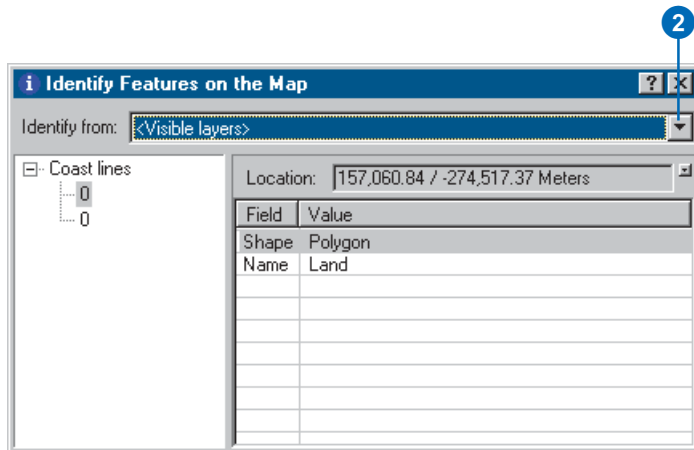 2
i Identify Features on the Map ? X
Identify from: <Visible layers>
Coast lines
0
0
Location: 157,060.84 / -274,517.37 Meters
Field Value
Shape Polygon
Name Land